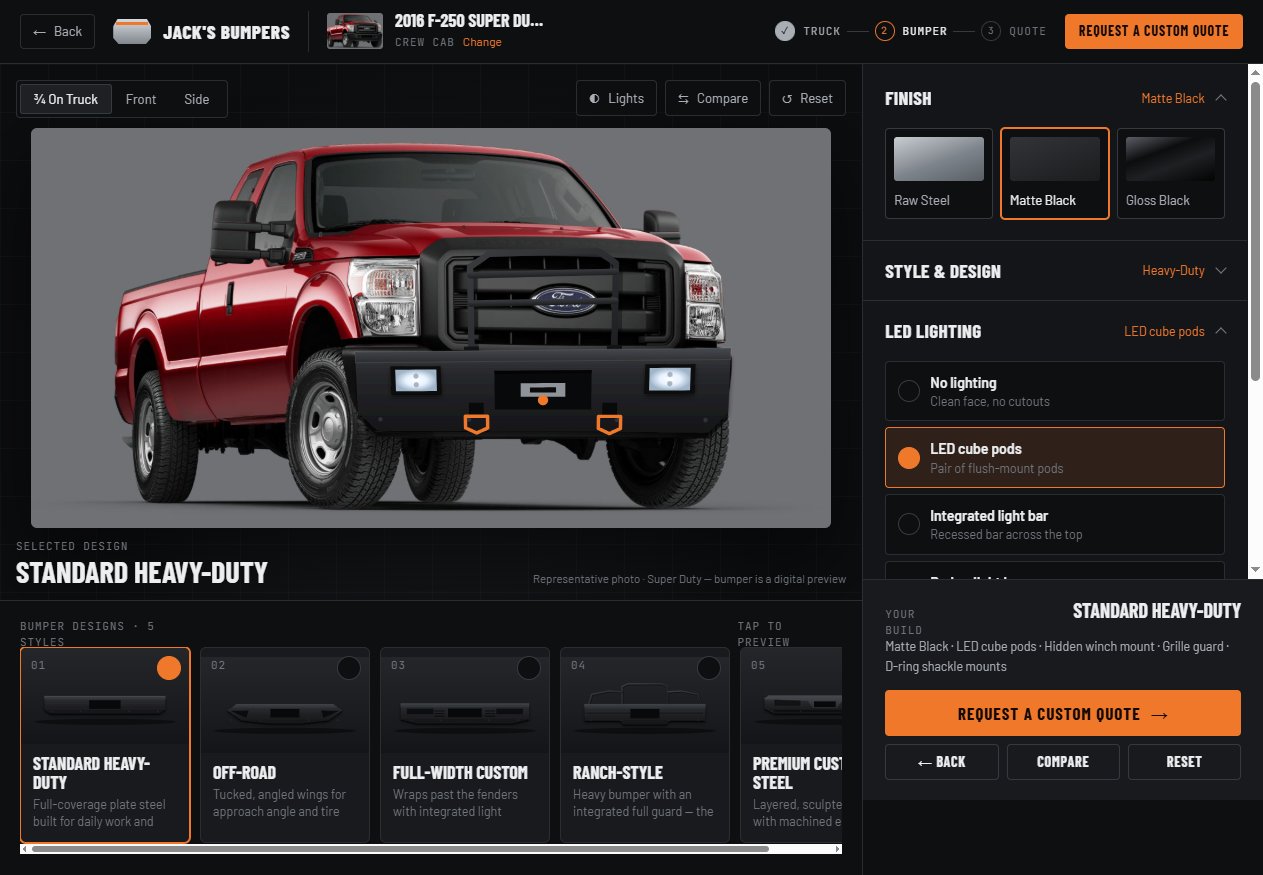 ← Back
JACK'S BUMPERS
2016 F-250 SUPER DU...
CREW CAB Change
✓ TRUCK
2 BUMPER
3 QUOTE
REQUEST A CUSTOM QUOTE
¾ On Truck
Front
Side
Lights
Compare
Reset
Ford
SELECTED DESIGN
STANDARD HEAVY-DUTY
Representative photo · Super Duty — bumper is a digital preview
BUMPER DESIGNS · 5
STYLES
TAP TO
PREVIEW
01
STANDARD HEAVY-
DUTY
Full-coverage plate steel
built for daily work and
02
OFF-ROAD
Tucked, angled wings for
approach angle and tire
03
FULL-WIDTH CUSTOM
Wraps past the fenders
with integrated light
04
RANCH-STYLE
Heavy bumper with an
integrated full guard — the
05
PREMIUM CUST
STEEL
Layered, sculpte
with machined e
FINISH
Matte Black
Raw Steel
Matte Black
Gloss Black
STYLE & DESIGN
Heavy-Duty
LED LIGHTING
LED cube pods
No lighting
Clean face, no cutouts
LED cube pods
Pair of flush-mount pods
Integrated light bar
Recessed bar across the top
YOUR
BUILD
STANDARD HEAVY-DUTY
Matte Black · LED cube pods · Hidden winch mount · Grille guard ·
D-ring shackle mounts
REQUEST A CUSTOM QUOTE →
← BACK
COMPARE
RESET